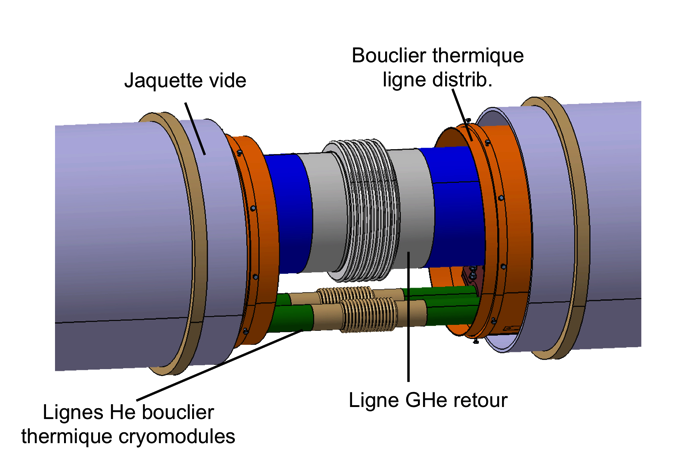 Bouclier thermique
ligne distrib.
Jaquette vide
Ligne GHe retour
Lignes He bouclier
thermique cryomodules